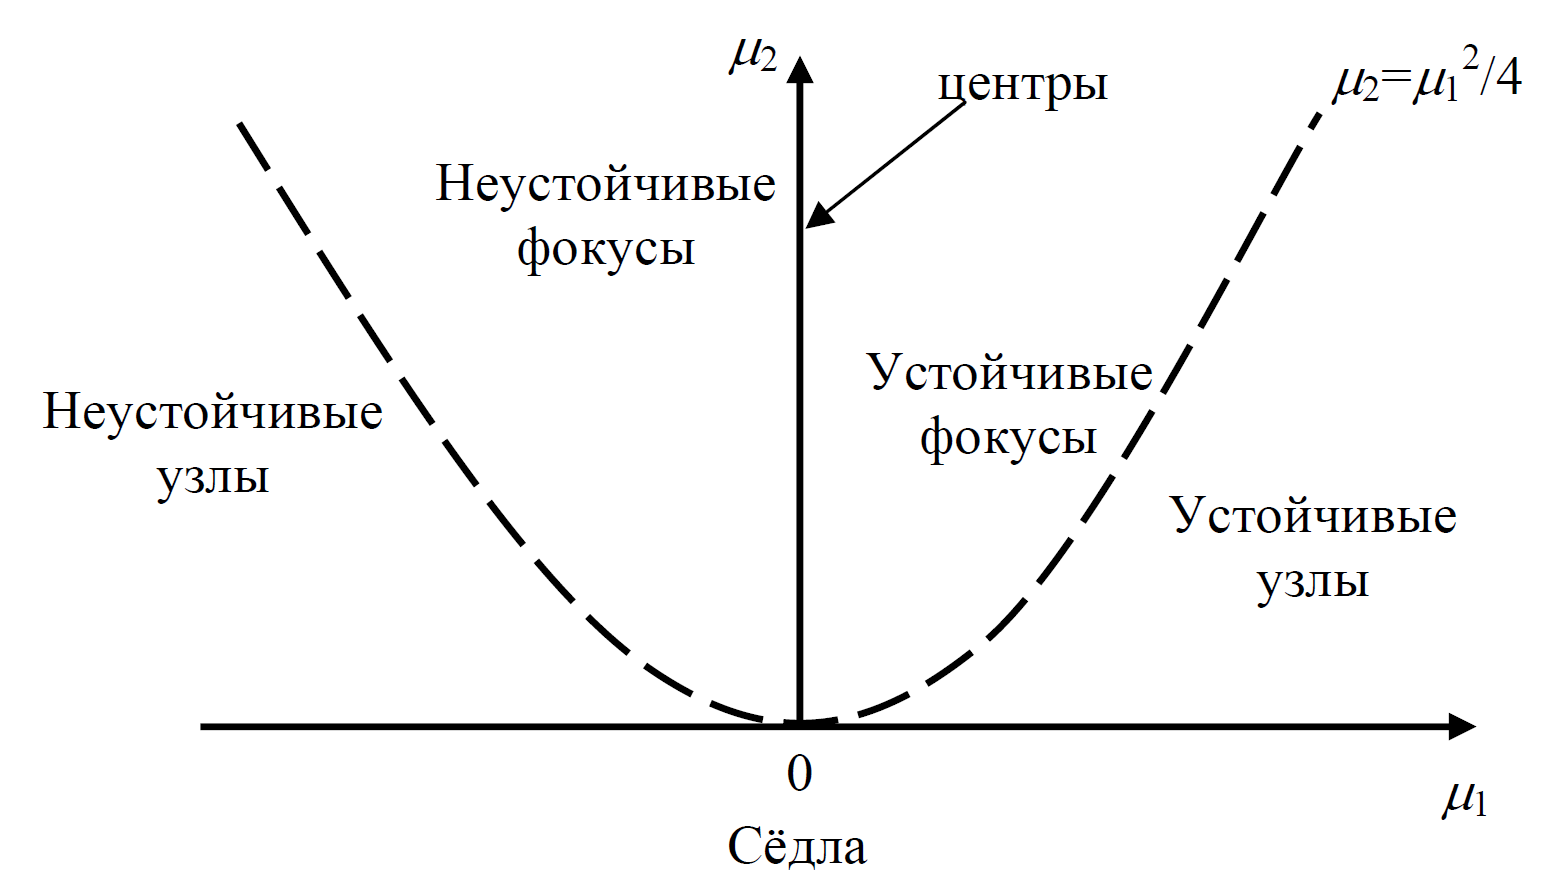 μ₂
центры
μ₂=μ₁²/4
Неустойчивые
фокусы
Устойчивые
фокусы
Неустойчивые
узлы
Устойчивые
узлы
0
μ₁
Сёдла